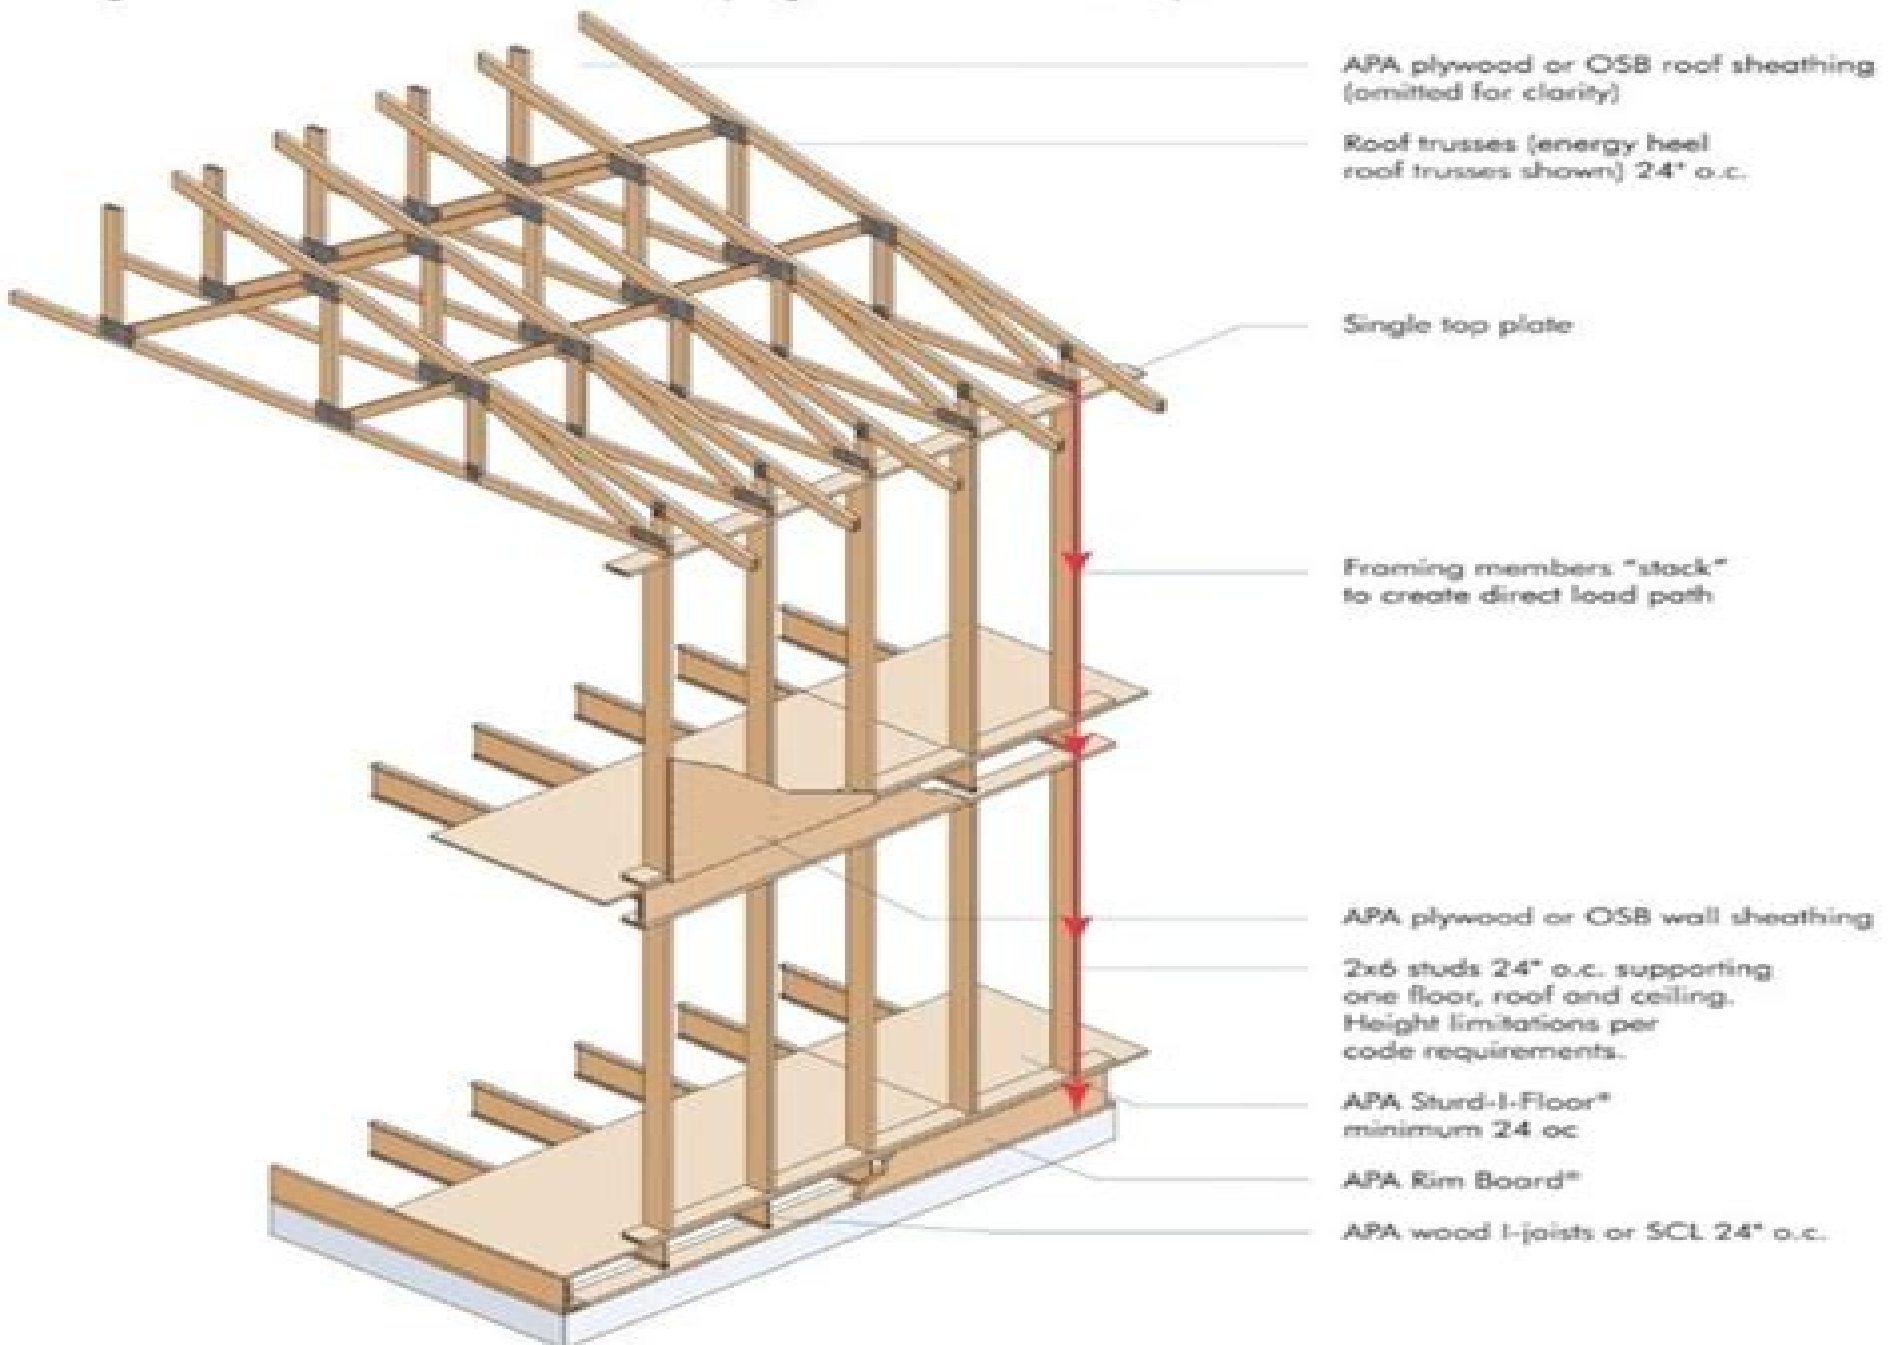 APA plywood or OSB roof sheathing
(omitted for clarity)
Roof trusses (energy heel
roof trusses shown) 24" o.c.
Single top plate
Framing members "stack"
to create direct load path
APA plywood or OSB wall sheathing
2x6 studs 24" o.c. supporting
one floor, roof and ceiling.
Height limitations per
code requirements.
APA Sturd-I-Floor®
minimum 24 oc
APA Rim Board®
APA wood I-joists or SCL 24" o.c.